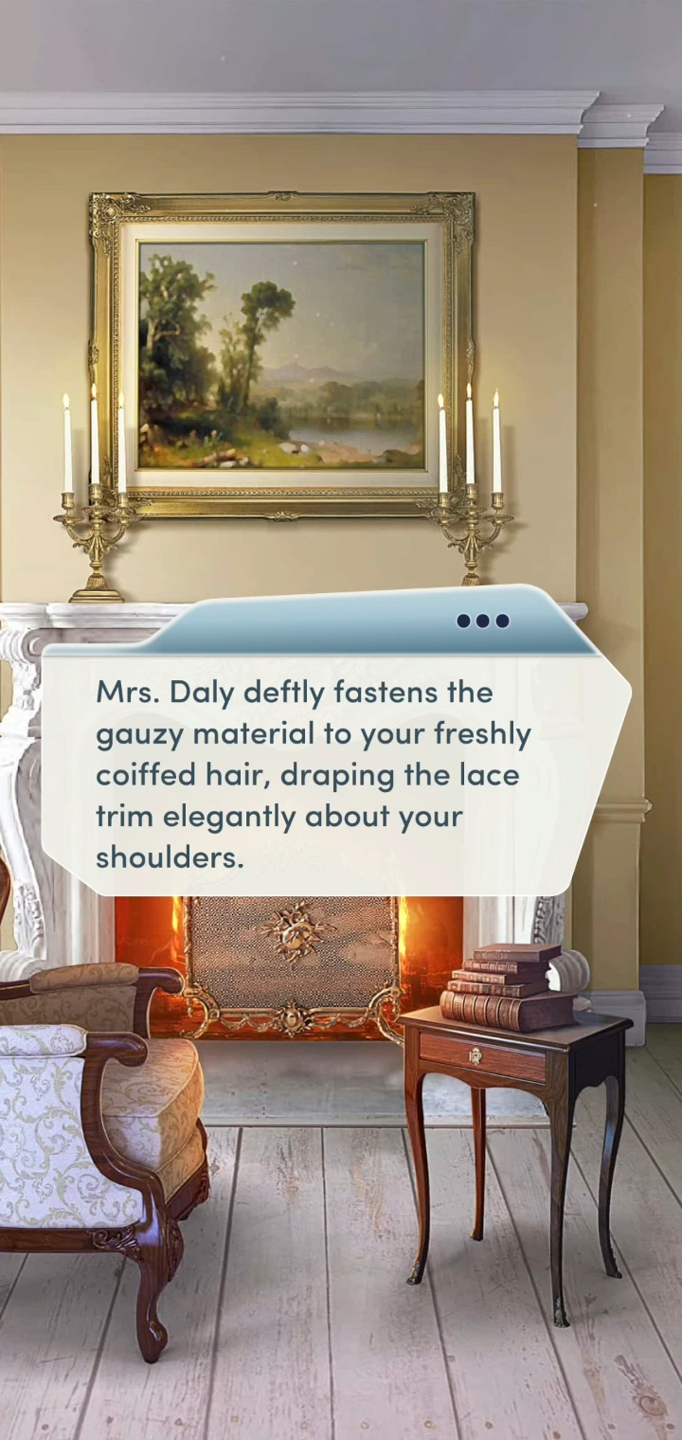 Mrs. Daly deftly fastens the
gauzy material to your freshly
coiffed hair, draping the lace
trim elegantly about your
shoulders.